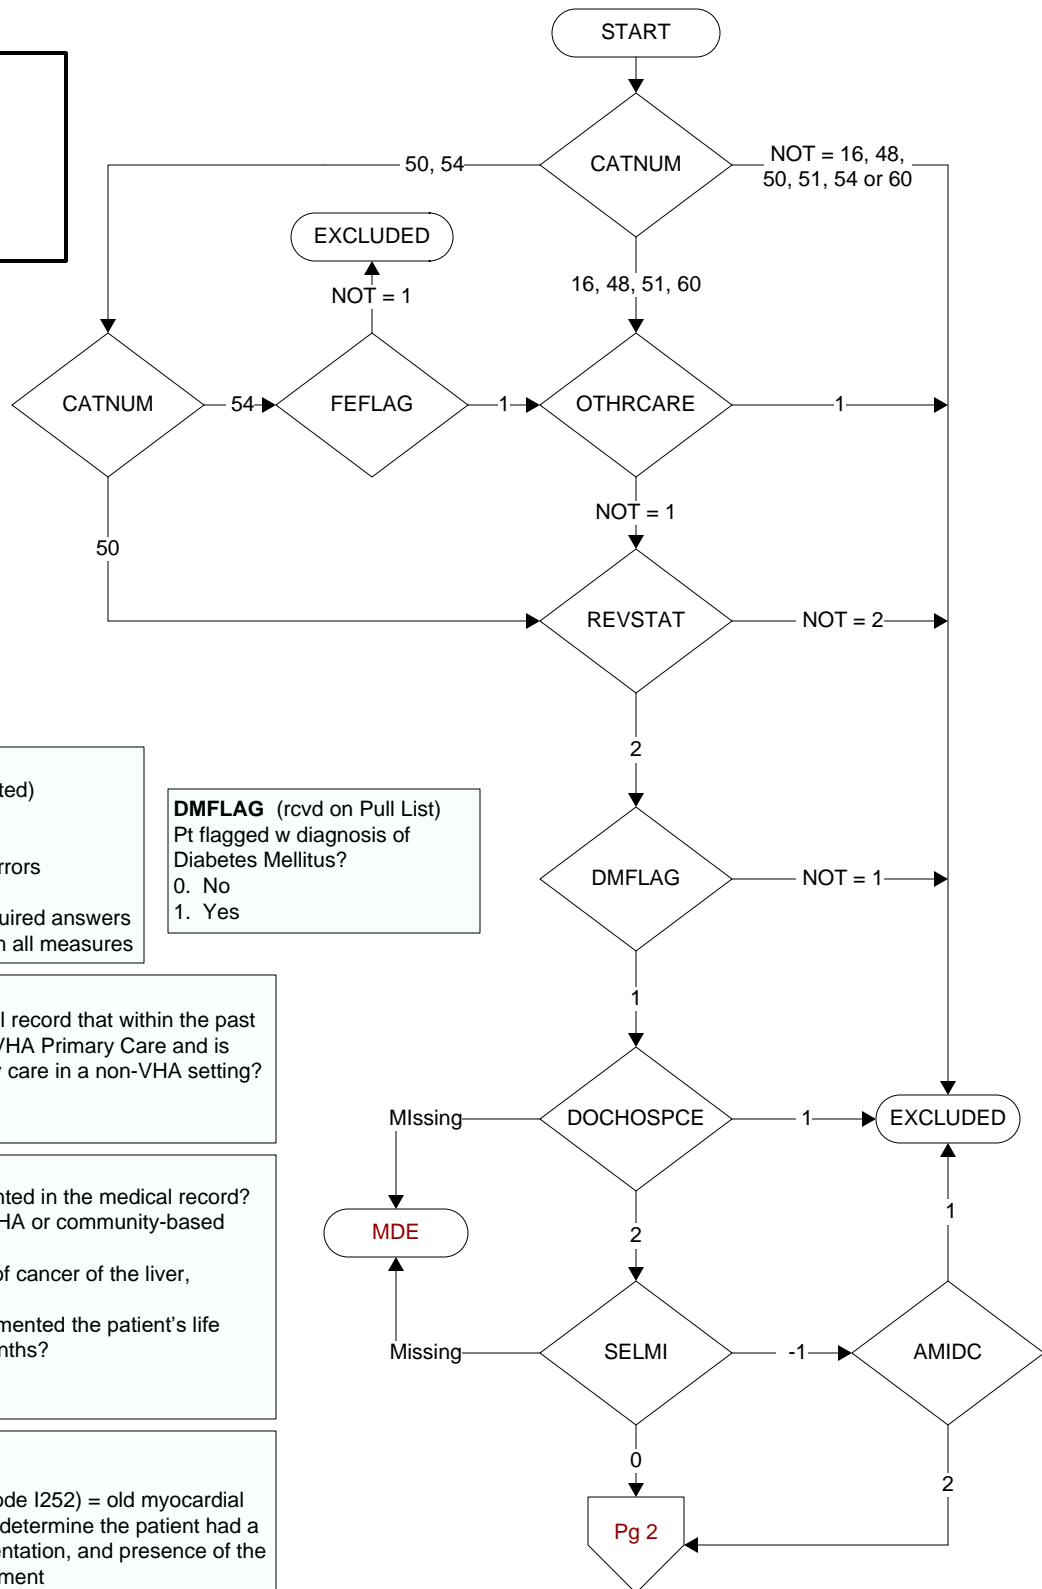 START
CATNUM
50, 54
NOT = 16, 48,
50, 51, 54 or 60
EXCLUDED
NOT = 1
16, 48, 51, 60
CATNUM
54
FEFLAG
1
OTHRCARE
1
NOT = 1
50
REVSTAT
NOT = 2
2
ted)
rrors
uired answers
n all measures
DMFLAG (rcvd on Pull List)
Pt flagged w diagnosis of
Diabetes Mellitus?
0. No
1. Yes
DMFLAG
NOT = 1
1
l record that within the past
VHA Primary Care and is
y care in a non-VHA setting?
MIssing
DOCHOSPCE
1
EXCLUDED
nted in the medical record?
HA or community-based
of cancer of the liver,
mented the patient's life
nths?
MDE
2
1
Missing
SELMI
-1
AMIDC
0
2
ode I252) = old myocardial
determine the patient had a
entation, and presence of the
ment
Pg 2